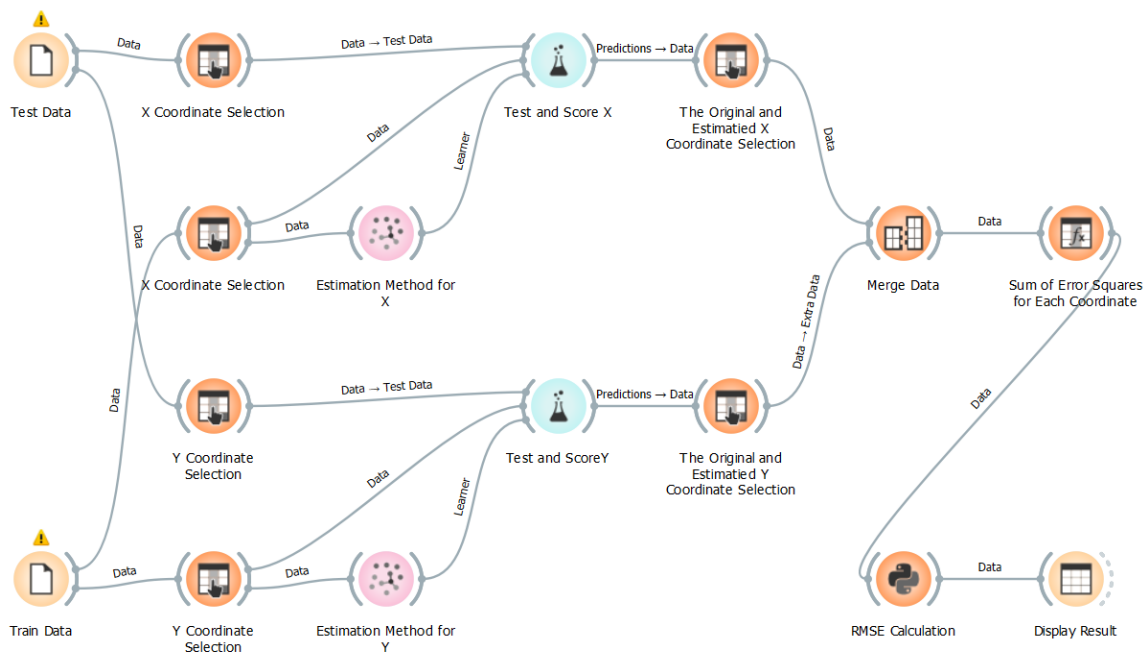 Data
Data → Test Data
Predictions → Data
Test Data
X Coordinate Selection
Test and Score X
The Original and
Estimatied X
Coordinate Selection
Data
Data
Learner
Data
Data
Data
X Coordinate Selection
Estimation Method for
X
Merge Data
Sum of Error Squares
for Each Coordinate
Data → Extra Data
Data
Data → Test Data
Predictions → Data
Data
Y Coordinate
Selection
Test and ScoreY
The Original and
Estimatied Y
Coordinate Selection
Data
Learner
Data
Data
Data
Train Data
Y Coordinate
Selection
Estimation Method for
Y
RMSE Calculation
Display Result